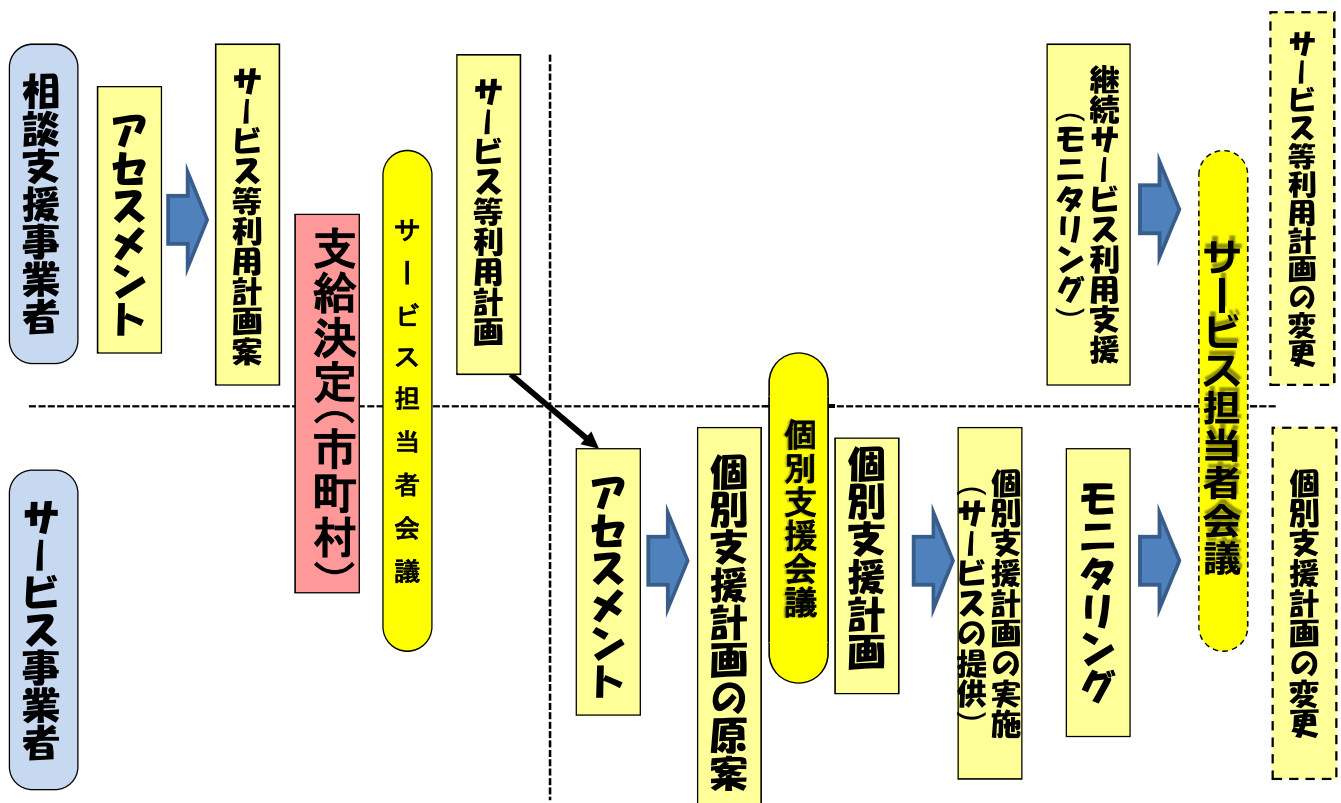 相談支援事業者
アセスメント
サービス等利用計画案
支給決定(市町村)
サービス担当者会議
サービス等利用計画
継続サービス利用支援
(モニタリング)
サービス担当者会議
サービス等利用計画の変更
サービス事業者
アセスメント
個別支援計画の原案
個別支援会議
個別支援計画
個別支援計画の実施
(サービスの提供)
モニタリング
個別支援計画の変更